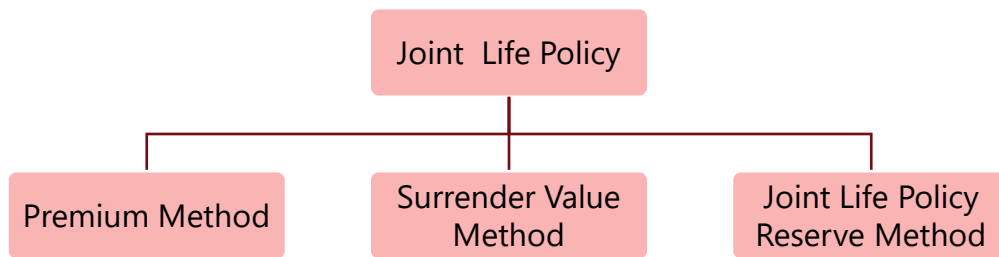 Joint  Life Policy
Premium Method
Surrender Value
Method
Joint Life Policy
Reserve Method